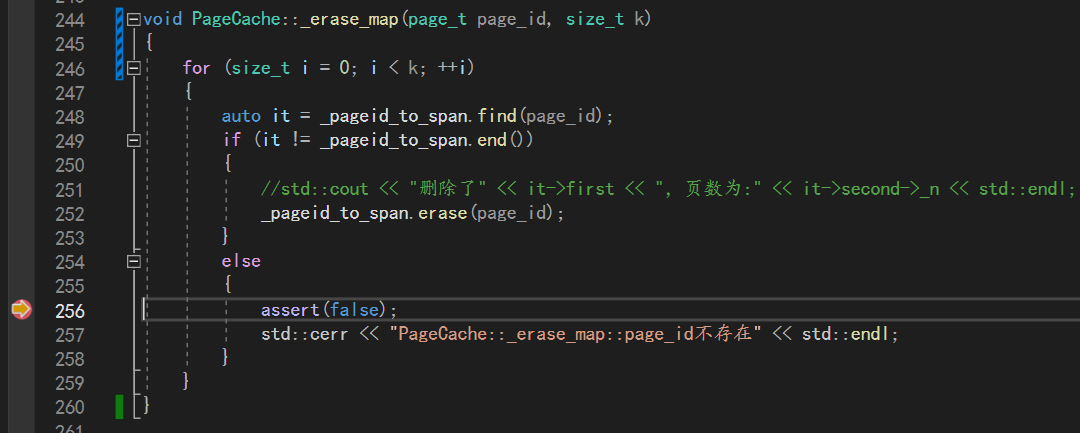 244 void PageCache::_erase_map(page_t page_id, size_t k)
245 {
246 for (size_t i = 0; i < k; ++i)
247 {
248 auto it = _pageid_to_span.find(page_id);
249 if (it != _pageid_to_span.end())
250 {
251 //std::cout << "删除了" << it->first << ", 页数为:" << it->second->_n << std::endl;
252 _pageid_to_span.erase(page_id);
253 }
254 else
255 {
256 assert(false);
257 std::cerr << "PageCache::_erase_map::page_id不存在" << std::endl;
258 }
259 }
260 }